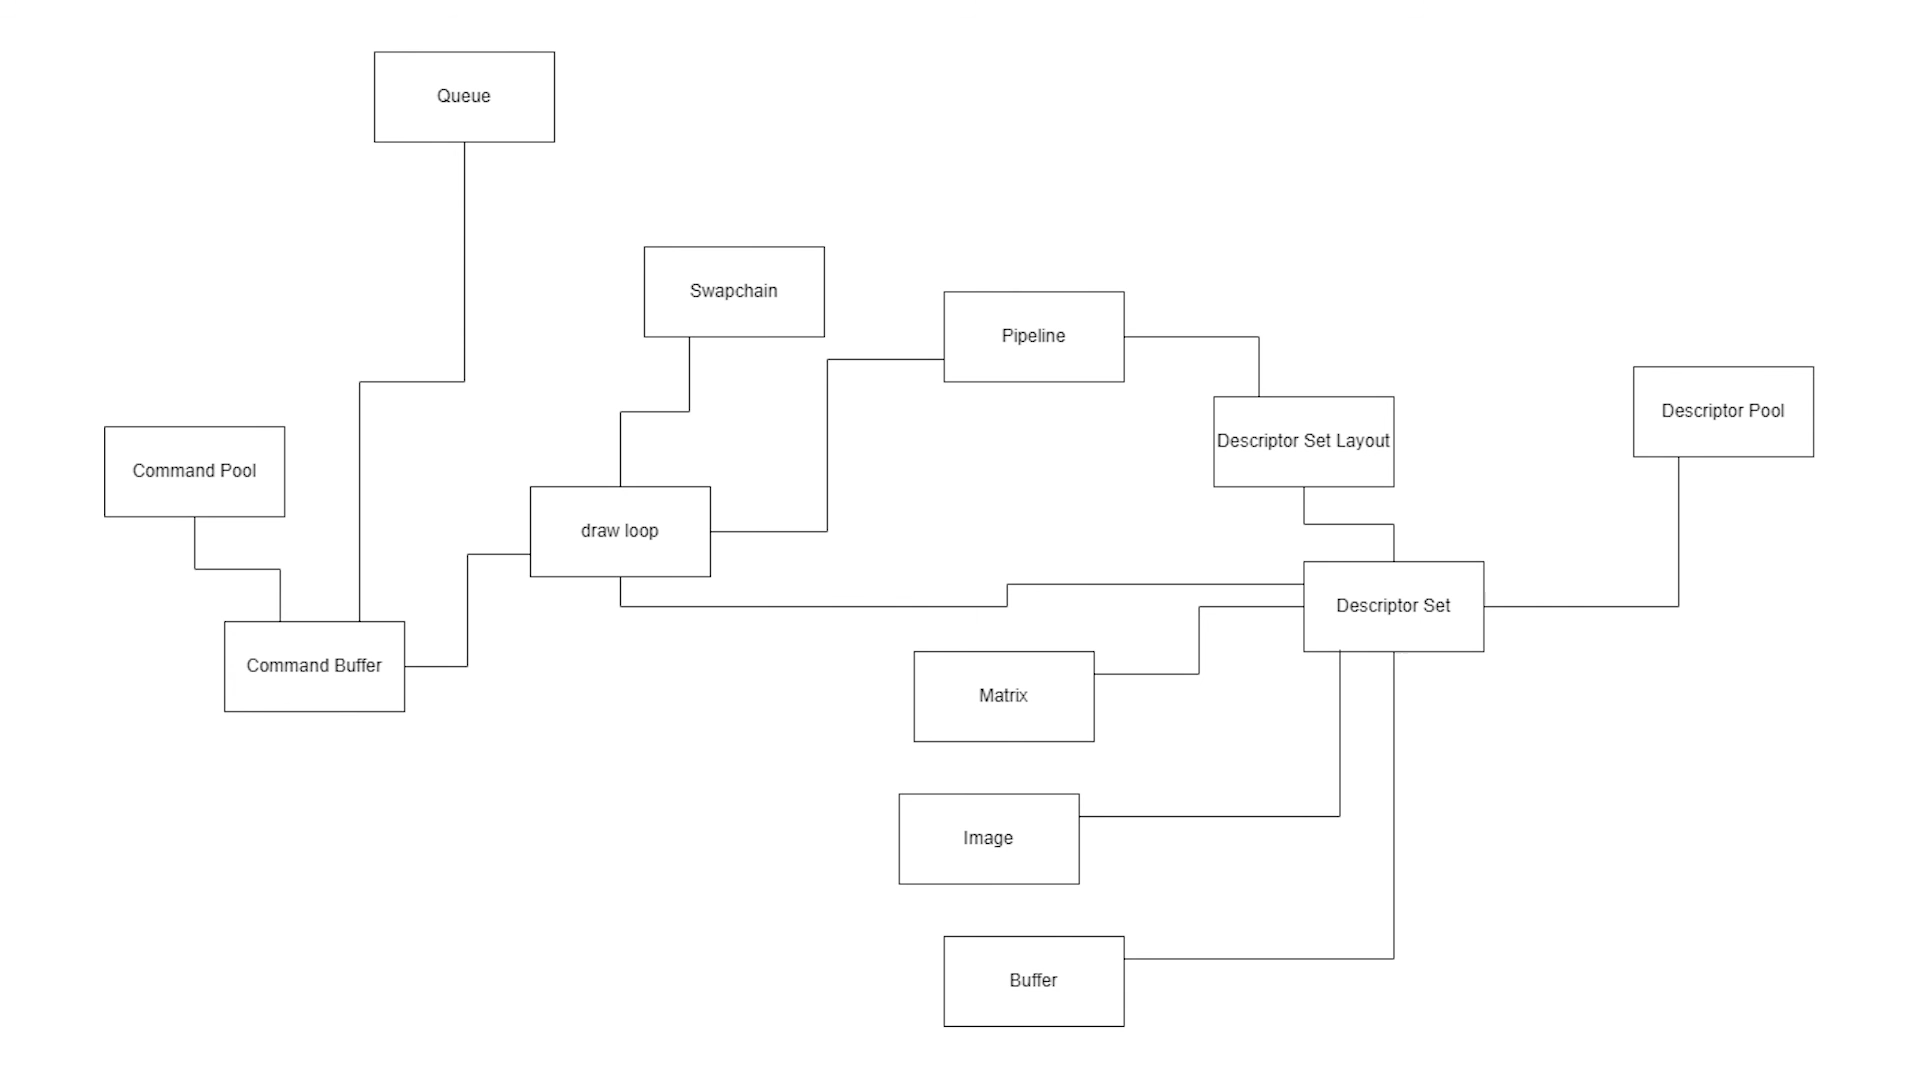 Queue
Swapchain
Pipeline
Descriptor Pool
Descriptor Set Layout
Command Pool
draw loop
Descriptor Set
Command Buffer
Matrix
Image
Buffer